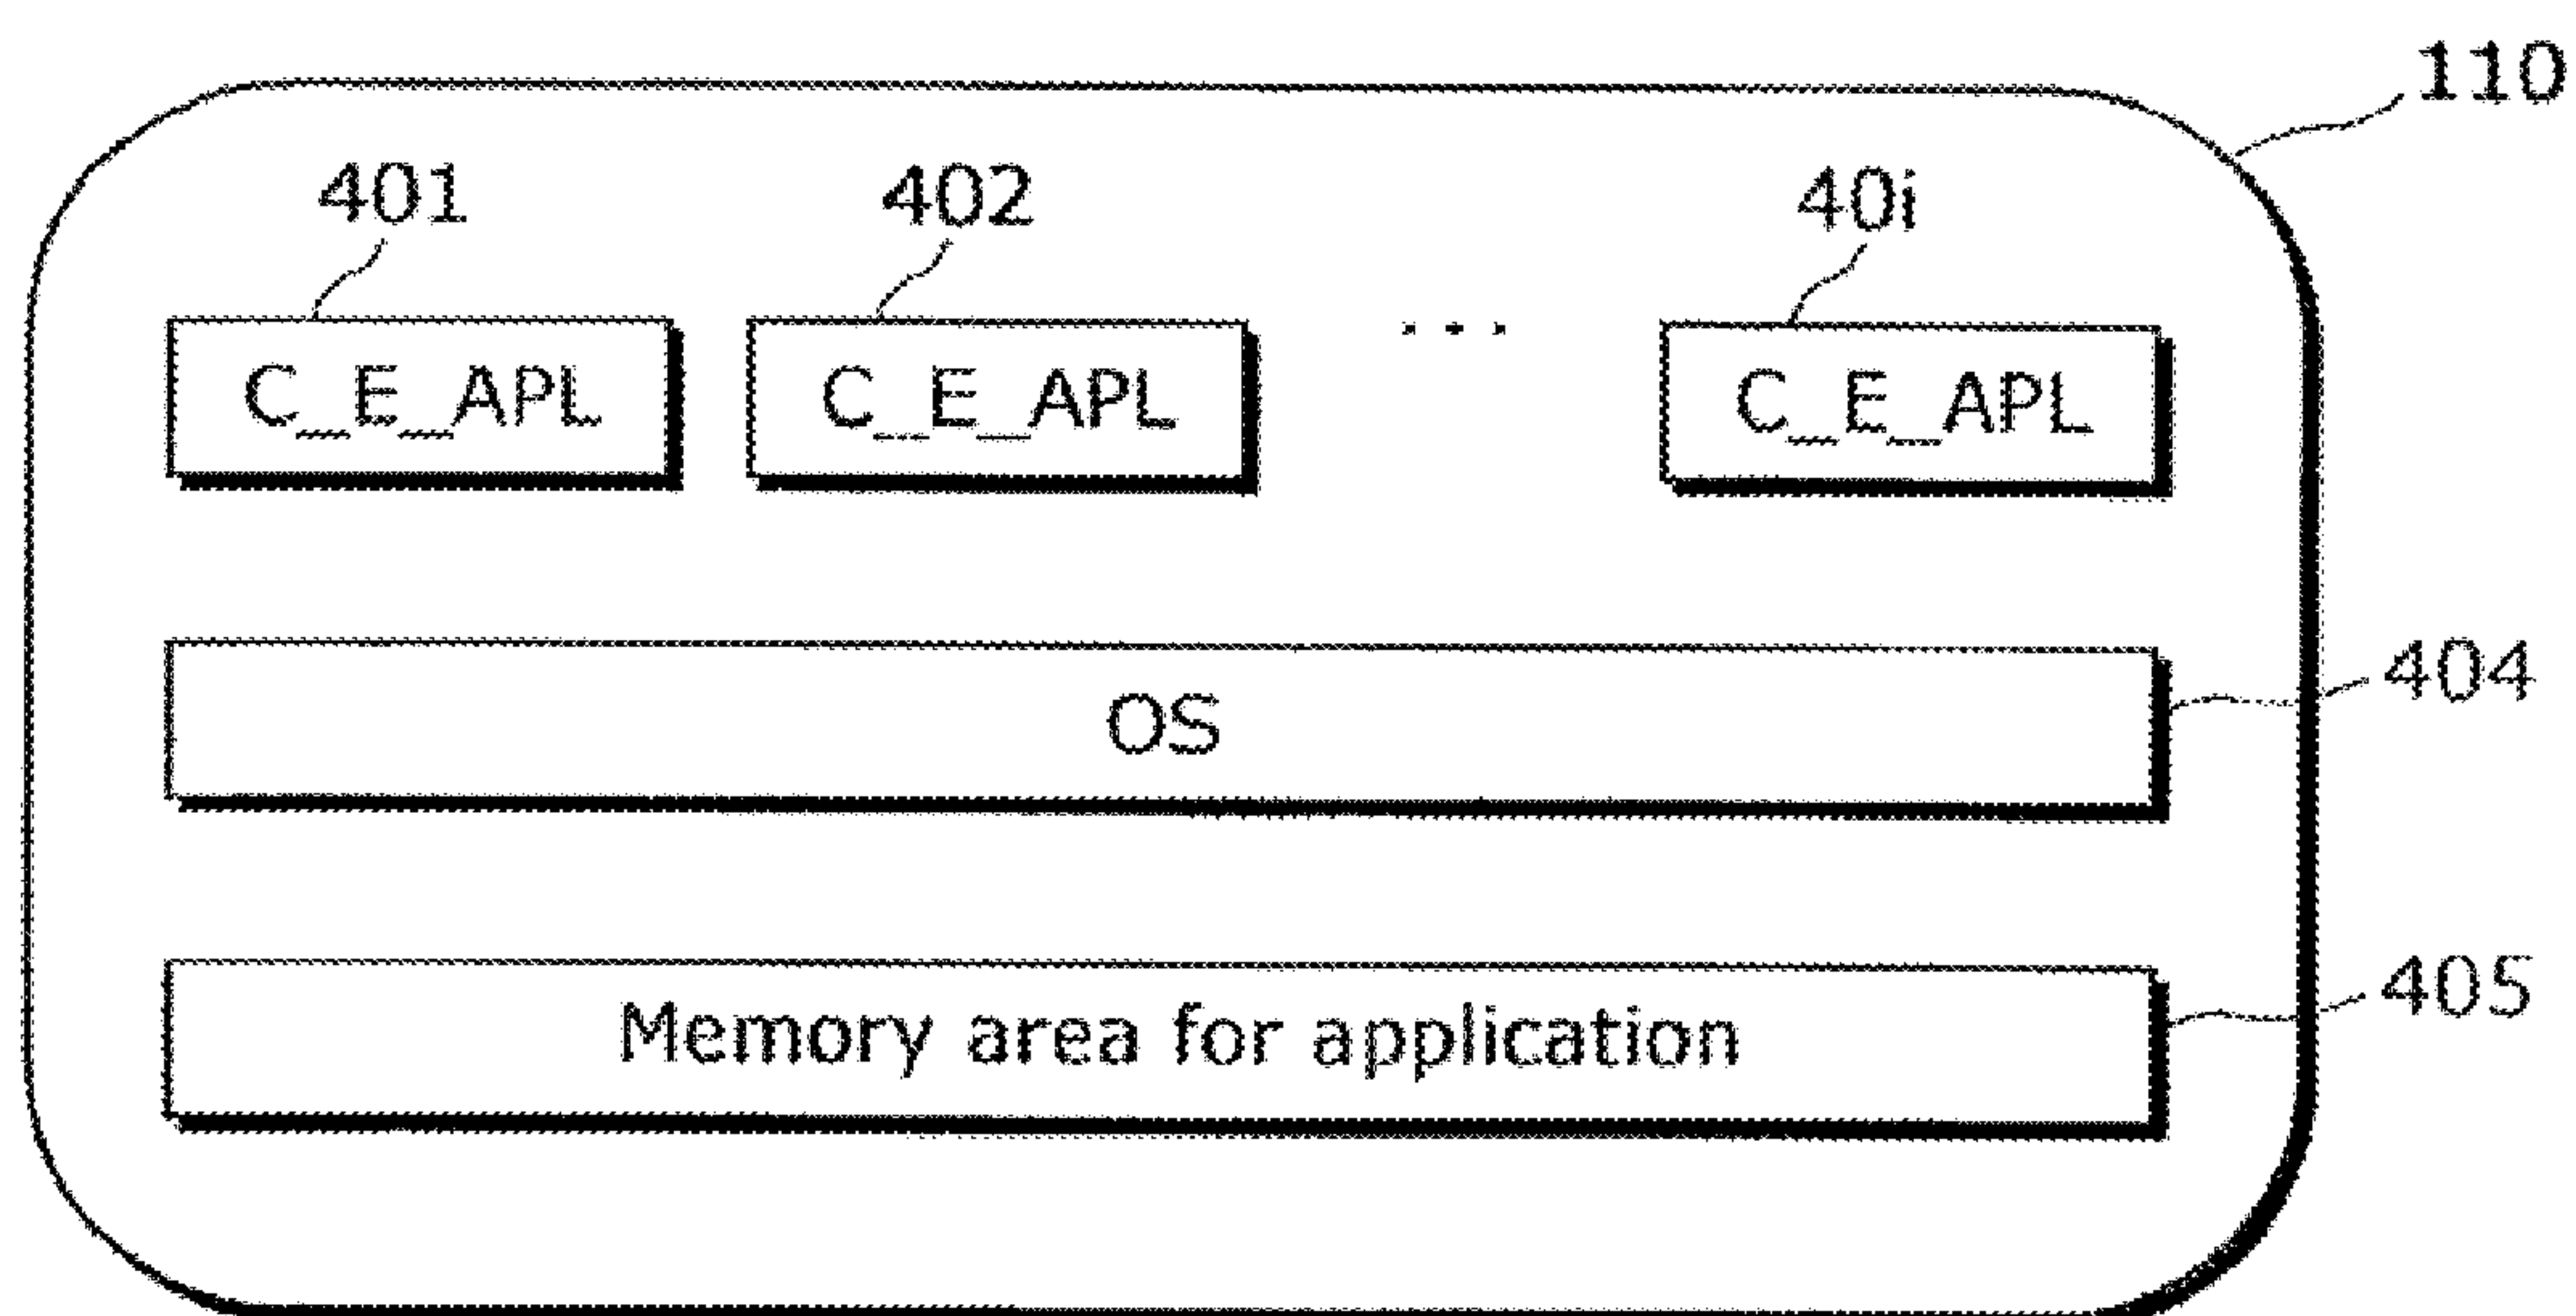 110
401 402 40i
C_E_APL C_E_APL ... C_E_APL
OS 404
Memory area for application 405